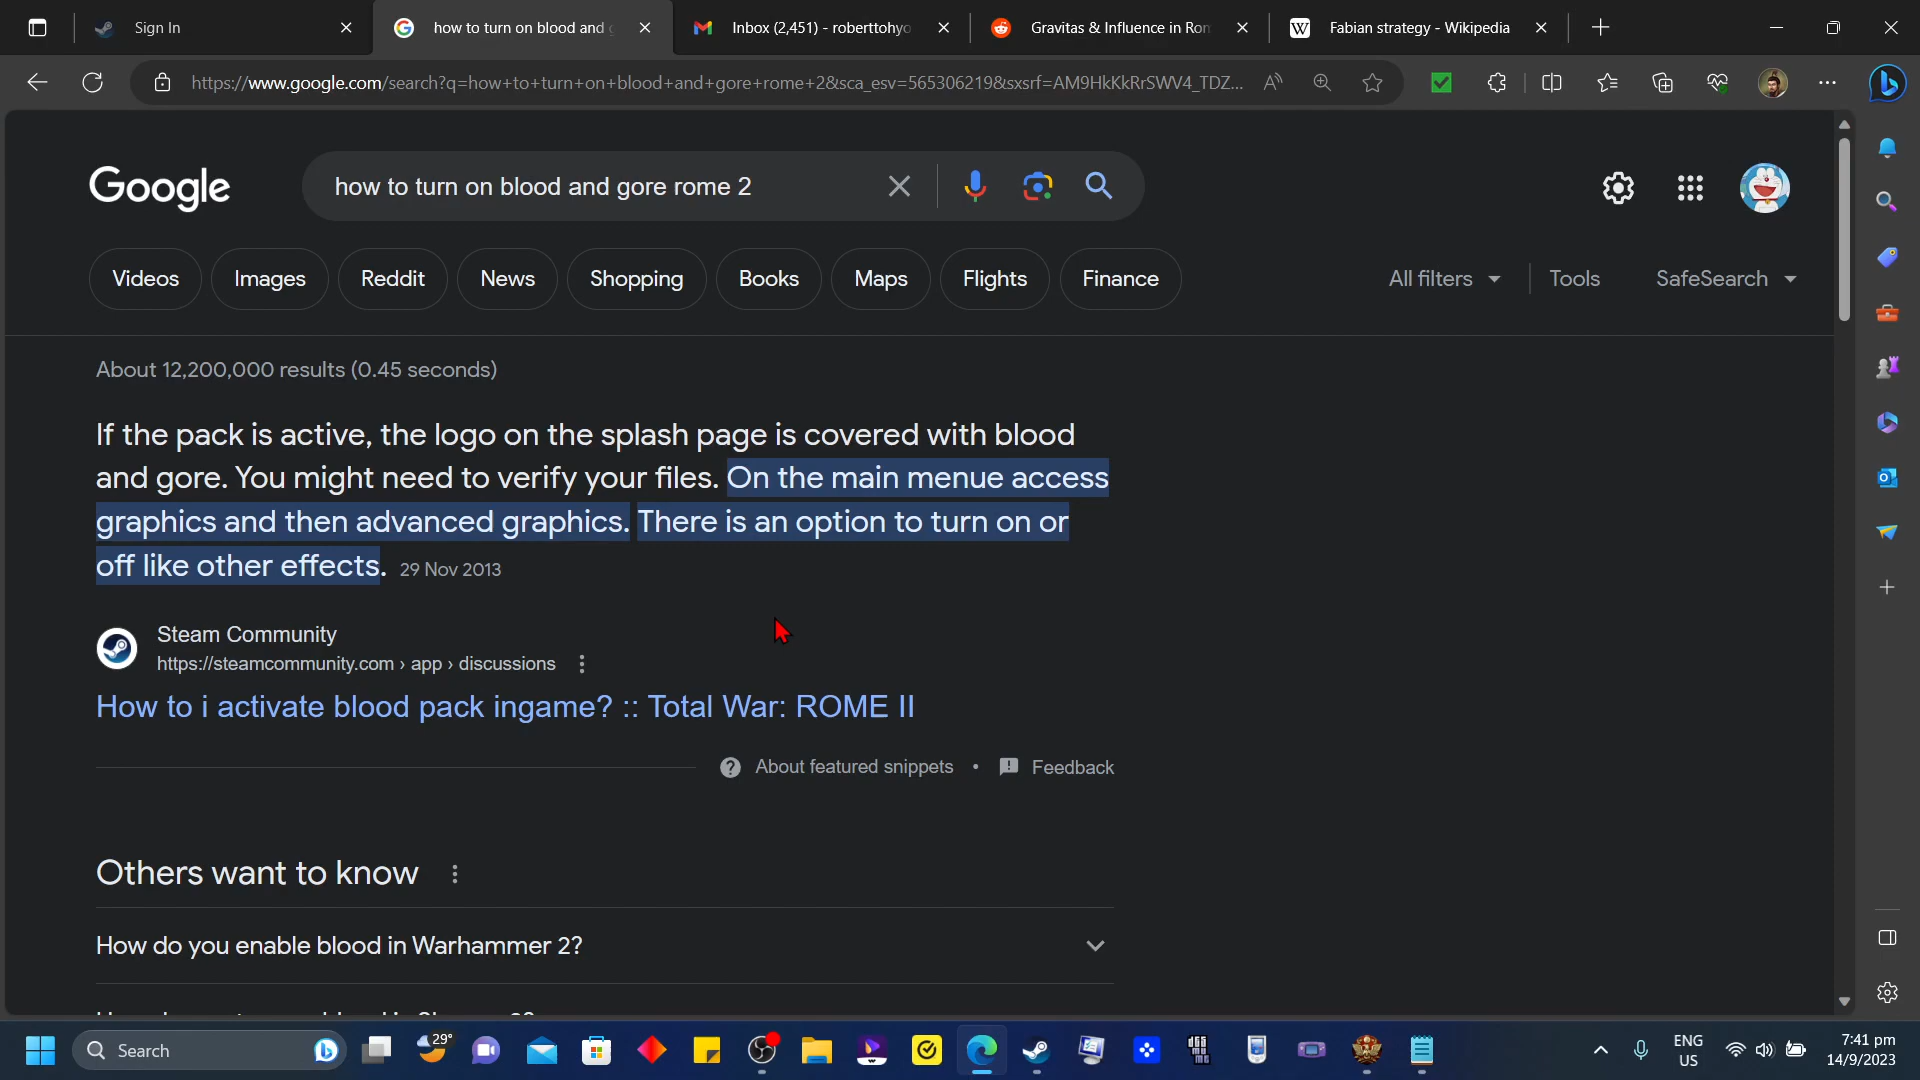 Sign In
how to turn on blood and g
Inbox (2,451) - roberttohyo
Gravitas & Influence in Ron
Fabian strategy - Wikipedia
https://www.google.com/search?q=how+to+turn+on+blood+and+gore+rome+2&sca_esv=565306219&sxsrf=AM9HkKkRrSWV4_TDZ...
Google
how to turn on blood and gore rome 2
Videos
Images
Reddit
News
Shopping
Books
Maps
Flights
Finance
All filters
Tools
SafeSearch
About 12,200,000 results (0.45 seconds)
If the pack is active, the logo on the splash page is covered with blood
and gore. You might need to verify your files. On the main menue access
graphics and then advanced graphics. There is an option to turn on or
off like other effects. 29 Nov 2013
Steam Community
https://steamcommunity.com › app › discussions
How to i activate blood pack ingame? :: Total War: ROME II
About featured snippets • Feedback
Others want to know
How do you enable blood in Warhammer 2?
Search
29°
ENG
US
7:41 pm
14/9/2023